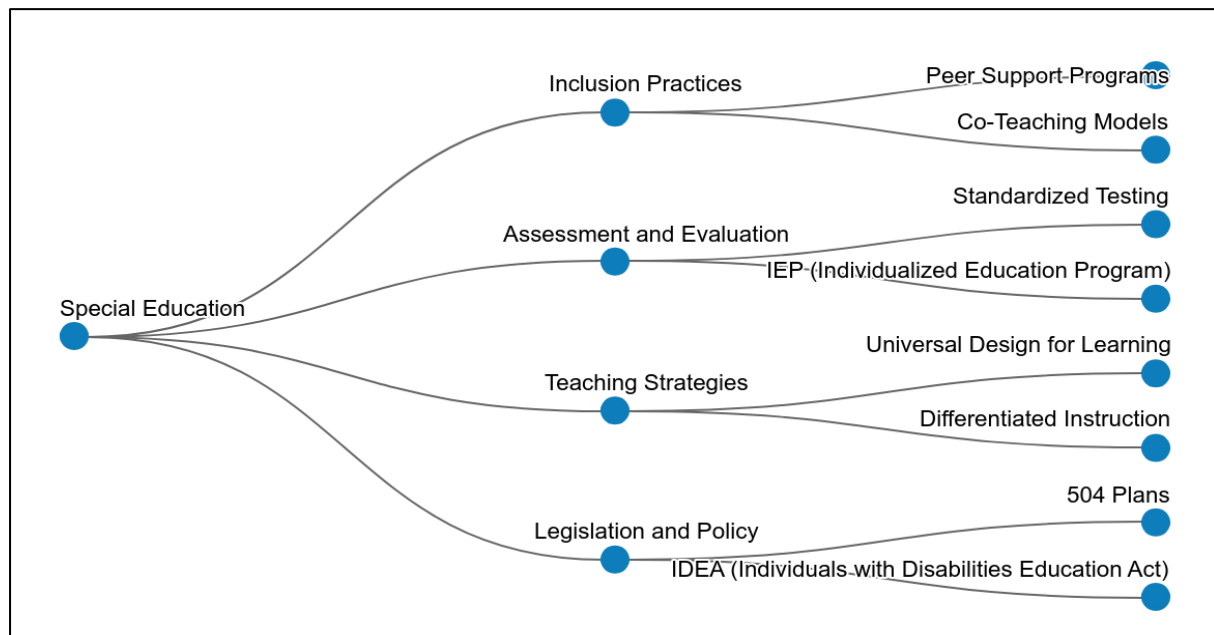 Special Education
Inclusion Practices
Peer Support Programs
Co-Teaching Models
Assessment and Evaluation
Standardized Testing
IEP (Individualized Education Program)
Teaching Strategies
Universal Design for Learning
Differentiated Instruction
Legislation and Policy
504 Plans
IDEA (Individuals with Disabilities Education Act)